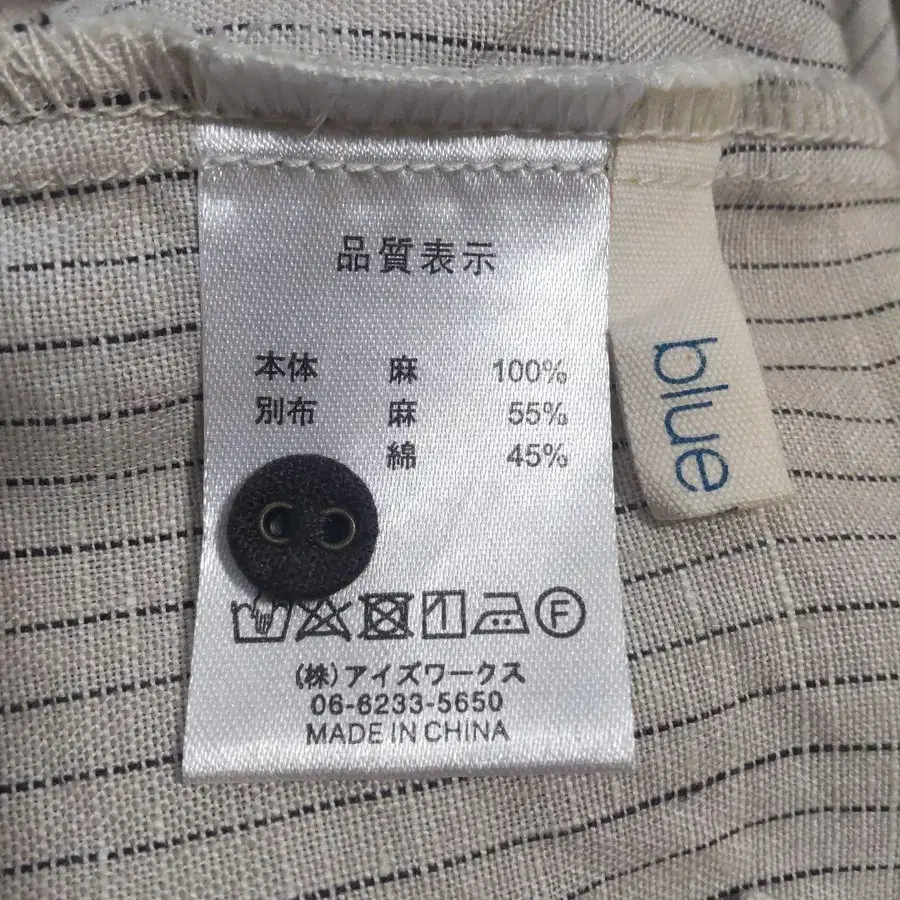 品質表示
本体 麻 100%
別布 麻 55%
綿 45%
F
(株)アイズワークス
06-6233-5650
MADE IN CHINA
blue